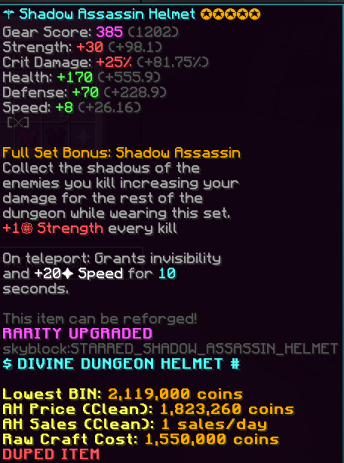 Shadow Assassin Helmet ✪✪✪✪✪
Gear Score: 385 (1202)
Strength: +30 (+98.1)
Crit Damage: +25% (+81.75%)
Health: +170 (+555.9)
Defense: +70 (+228.9)
Speed: +8 (+26.16)
[ ]
Full Set Bonus: Shadow Assassin
Collect the shadows of the
enemies you kill increasing your
damage for the rest of the
dungeon while wearing this set.
+1❁ Strength every kill
On teleport: Grants invisibility
and +20✦ Speed for 10
seconds.
This item can be reforged!
RARITY UPGRADED
skyblock:STARRED_SHADOW_ASSASSIN_HELMET
$ DIVINE DUNGEON HELMET #
Lowest BIN: 2,119,000 coins
AH Price (Clean): 1,823,260 coins
AH Sales (Clean): 1 sales/day
Raw Craft Cost: 1,550,000 coins
DUPED ITEM